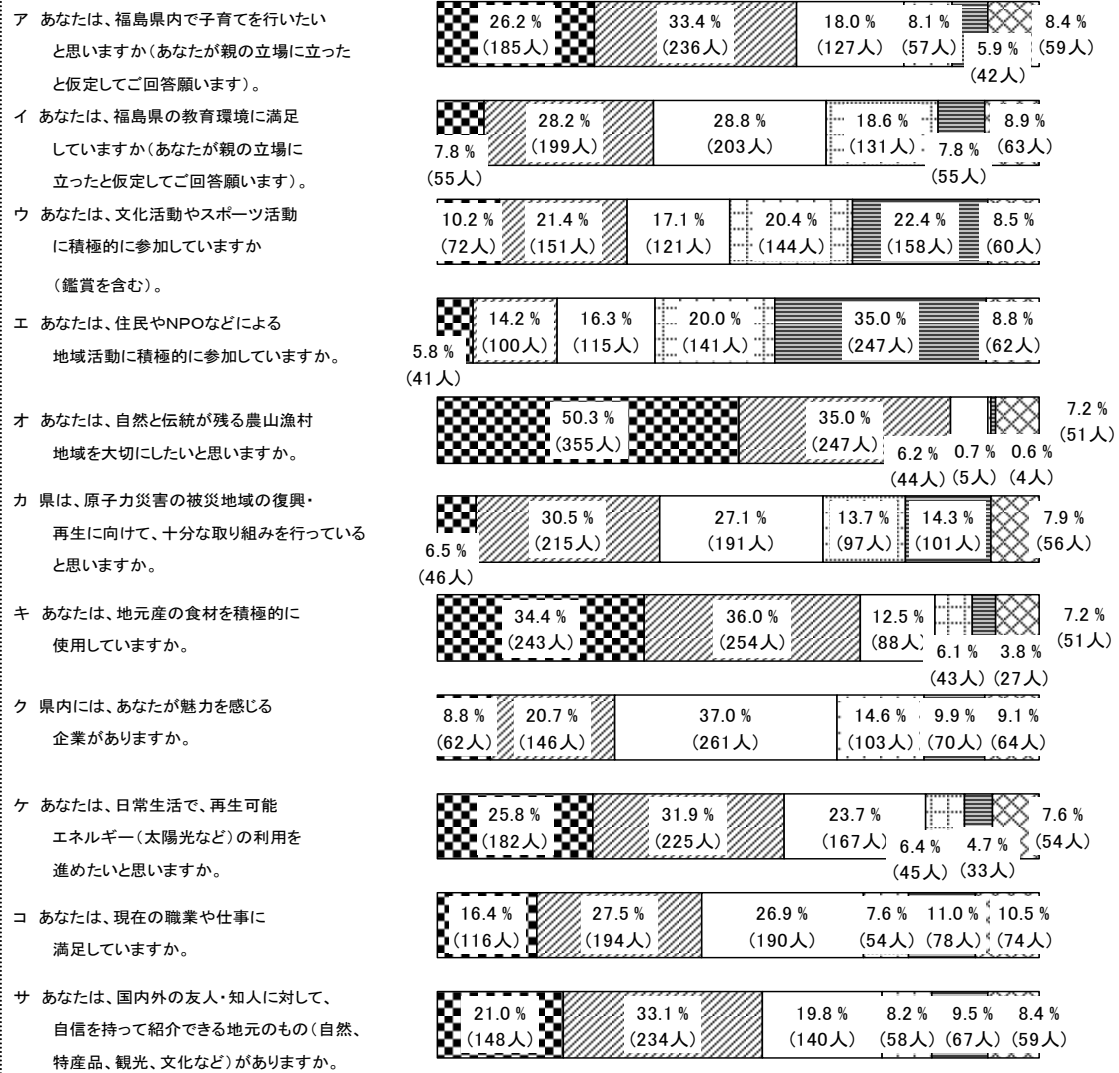 ア あなたは、福島県内で子育てを行いたい
と思いますか(あなたが親の立場に立った
と仮定してご回答願います)。
26.2% 33.4% 18.0% 8.1% 5.9% 8.4%
(185人) (236人) (127人) (57人) (42人) (59人)
イ あなたは、福島県の教育環境に満足
していますか(あなたが親の立場に
立ったと仮定してご回答願います)。
7.8% 28.2% 28.8% 18.6% 7.8% 8.9%
(55人) (199人) (203人) (131人) (55人) (63人)
ウ あなたは、文化活動やスポーツ活動
に積極的に参加していますか
(鑑賞を含む)。
10.2% 21.4% 17.1% 20.4% 22.4% 8.5%
(72人) (151人) (121人) (144人) (158人) (60人)
エ あなたは、住民やNPOなどによる
地域活動に積極的に参加していますか。
5.8% 14.2% 16.3% 20.0% 35.0% 8.8%
(41人) (100人) (115人) (141人) (247人) (62人)
オ あなたは、自然と伝統が残る農山漁村
地域を大切にしたいと思いますか。
50.3% 35.0% 6.2% 0.7% 0.6% 7.2%
(355人) (247人) (44人) (5人) (4人) (51人)
カ 県は、原子力災害の被災地域の復興・
再生に向けて、十分な取り組みを行っている
と思いますか。
6.5% 30.5% 27.1% 13.7% 14.3% 7.9%
(46人) (215人) (191人) (97人) (101人) (56人)
キ あなたは、地元産の食材を積極的に
使用していますか。
34.4% 36.0% 12.5% 6.1% 3.8% 7.2%
(243人) (254人) (88人) (43人) (27人) (51人)
ク 県内には、あなたが魅力を感じる
企業がありますか。
8.8% 20.7% 37.0% 14.6% 9.9% 9.1%
(62人) (146人) (261人) (103人) (70人) (64人)
ケ あなたは、日常生活で、再生可能
エネルギー(太陽光など)の利用を
進めたいと思いますか。
25.8% 31.9% 23.7% 6.4% 4.7% 7.6%
(182人) (225人) (167人) (45人) (33人) (54人)
コ あなたは、現在の職業や仕事に
満足していますか。
16.4% 27.5% 26.9% 7.6% 11.0% 10.5%
(116人) (194人) (190人) (54人) (78人) (74人)
サ あなたは、国内外の友人・知人に対して、
自信を持って紹介できる地元のもの(自然、
特産品、観光、文化など)がありますか。
21.0% 33.1% 19.8% 8.2% 9.5% 8.4%
(148人) (234人) (140人) (58人) (67人) (59人)